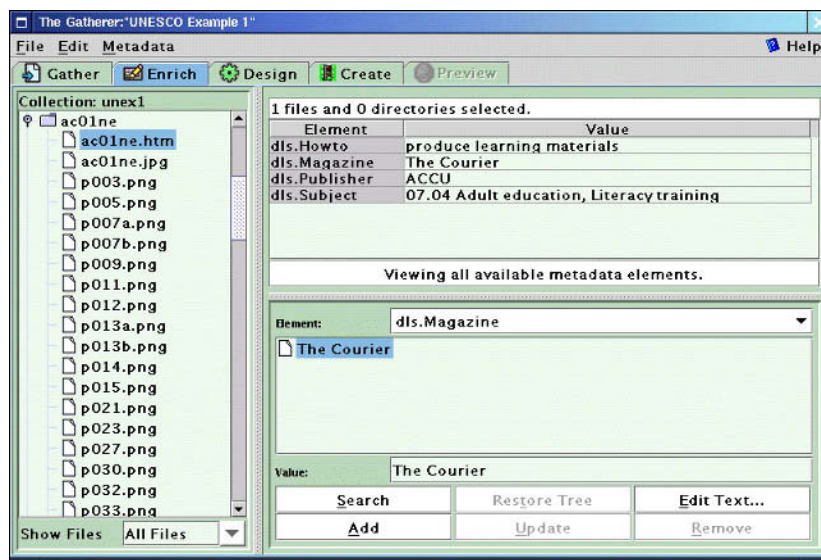 The Gatherer:"UNESCO Example 1"
File Edit Metadata Help
Gather Enrich Design Create Preview
Collection: unex1
ac01ne
ac01ne.htm
ac01ne.jpg
p003.png
p005.png
p007a.png
p007b.png
p009.png
p011.png
p012.png
p013a.png
p013b.png
p014.png
p015.png
p021.png
p023.png
p027.png
p030.png
p032.png
p033.png
Show Files All Files
1 files and 0 directories selected.
Element Value
dls.Howto produce learning materials
dls.Magazine The Courier
dls.Publisher ACCU
dls.Subject 07.04 Adult education, Literacy training
Viewing all available metadata elements.
Element: dls.Magazine
The Courier
Value: The Courier
Search Restore Tree Edit Text...
Add Update Remove